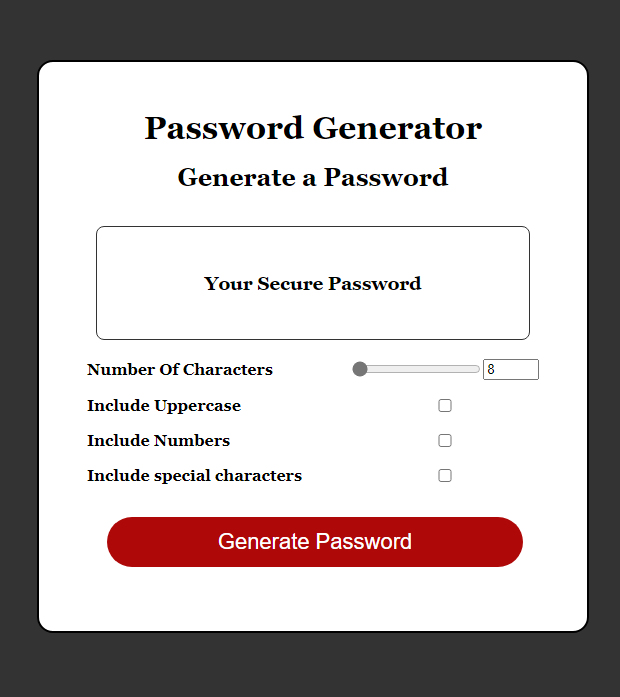 Password Generator
Generate a Password
Your Secure Password
Number Of Characters 8
Include Uppercase
Include Numbers
Include special characters
Generate Password